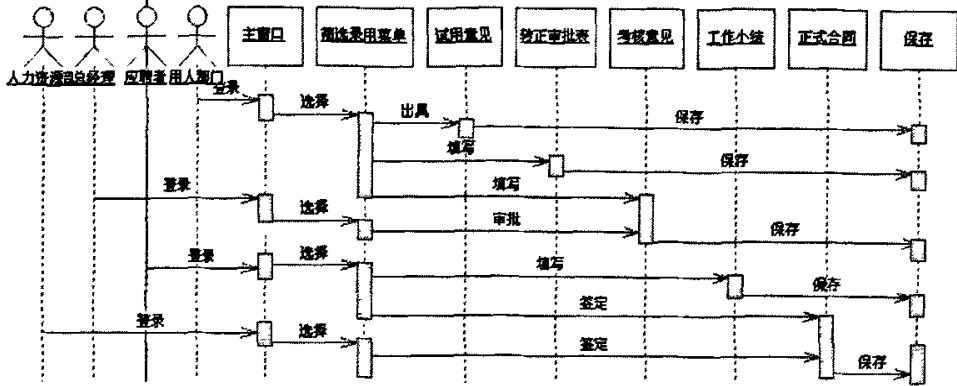 主窗口
甄选录用菜单
试用意见
转正审批表
考核意见
工作小结
正式合同
保存
人力资源部
总经理
应聘者
用人部门
登录
选择
出具
保存
填写
保存
登录
填写
选择
审批
保存
登录
选择
填写
保存
签定
登录
选择
签定
保存